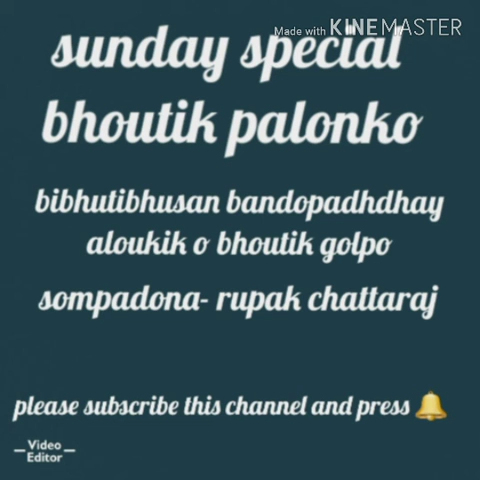 Made with KINEMASTER
sunday special
bhoutik palonko
bibhutibhusan bandopadhdhay
aloukik o bhoutik golpo
sompadona- rupak chattaraj
please subscribe this channel and press 🔔
Video
Editor